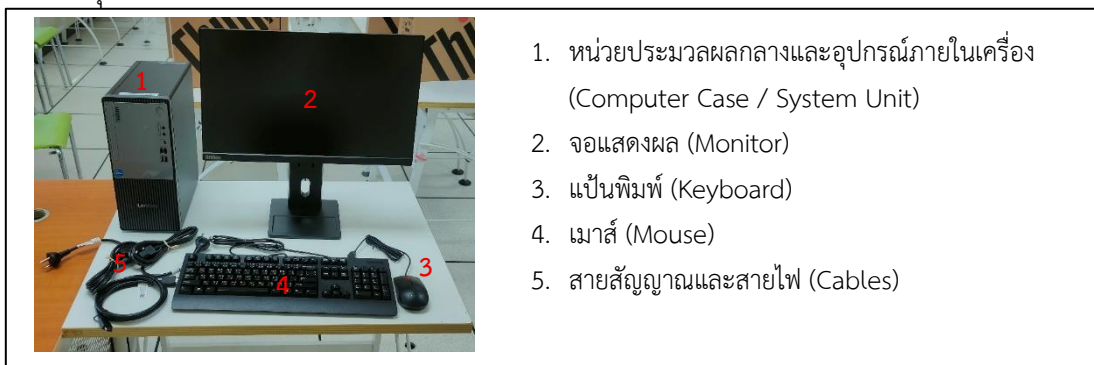 1
2
3
4
5
1. หน่วยประมวลผลกลางและอุปกรณ์ภายในเครื่อง
(Computer Case / System Unit)
2. จอแสดงผล (Monitor)
3. แป้นพิมพ์ (Keyboard)
4. เมาส์ (Mouse)
5. สายสัญญาณและสายไฟ (Cables)